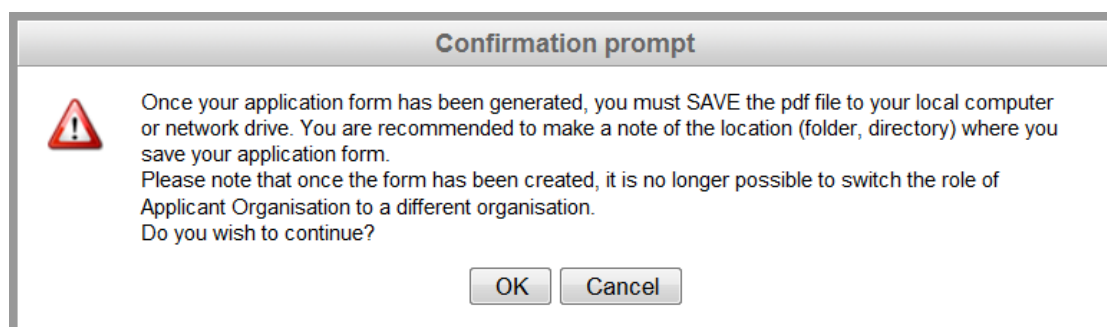 Confirmation prompt
Once your application form has been generated, you must SAVE the pdf file to your local computer
or network drive. You are recommended to make a note of the location (folder, directory) where you
save your application form.
Please note that once the form has been created, it is no longer possible to switch the role of
Applicant Organisation to a different organisation.
Do you wish to continue?
OK Cancel